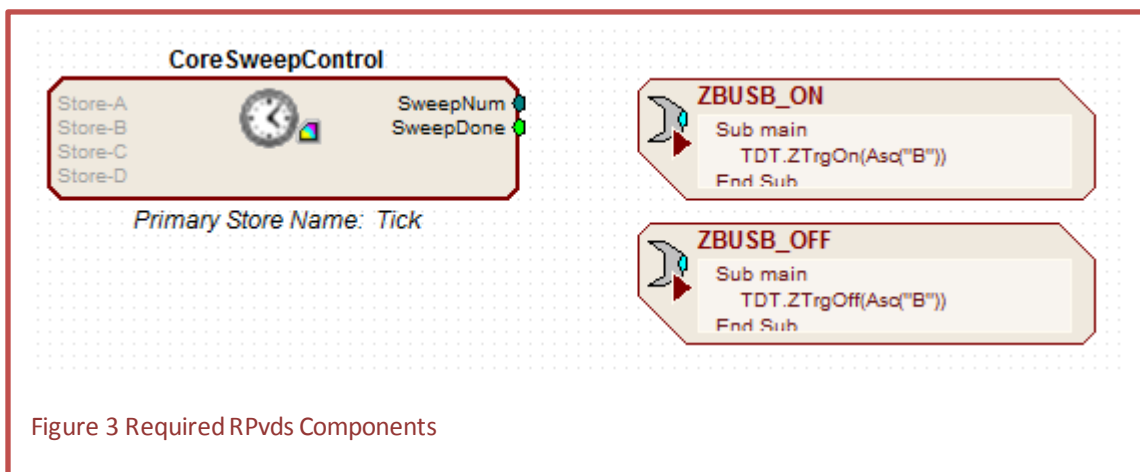 CoreSweepControl
Store-A
Store-B
Store-C
Store-D
SweepNum
SweepDone
Primary Store Name: Tick
ZBUSB_ON
Sub main
TDT.ZTrgOn(Asc("B"))
End Sub
ZBUSB_OFF
Sub main
TDT.ZTrgOff(Asc("B"))
End Sub
Figure 3 Required RPvds Components